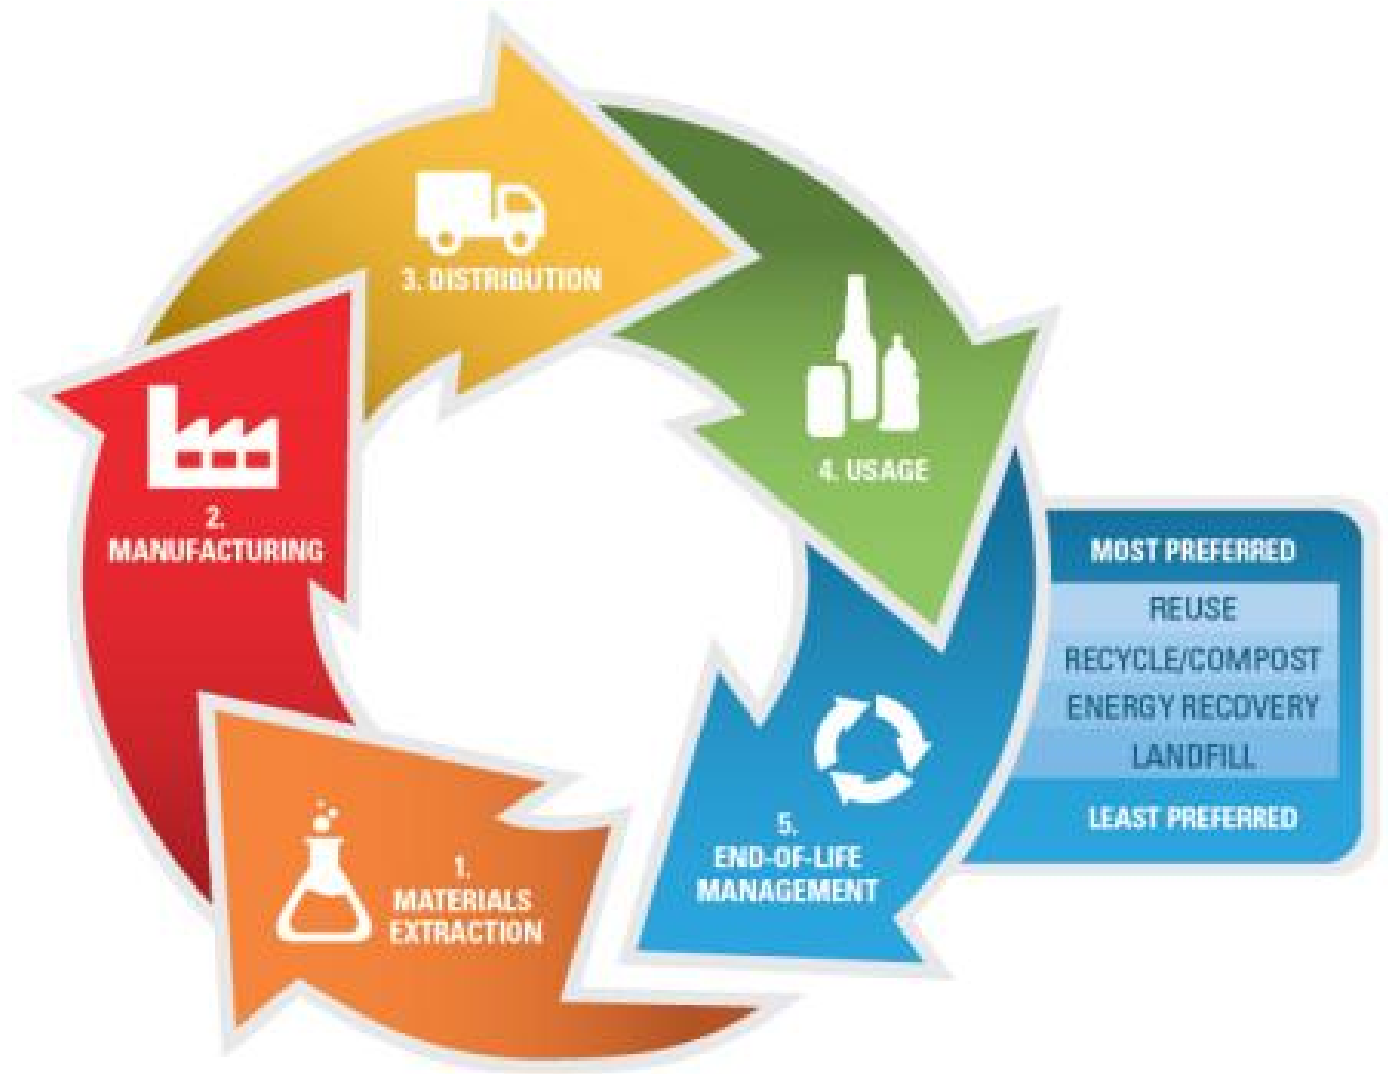 3. DISTRIBUTION
4. USAGE
2.
MANUFACTURING
MOST PREFERRED
REUSE
RECYCLE/COMPOST
ENERGY RECOVERY
LANDFILL
LEAST PREFERRED
5.
END-OF-LIFE
MANAGEMENT
1.
MATERIALS
EXTRACTION